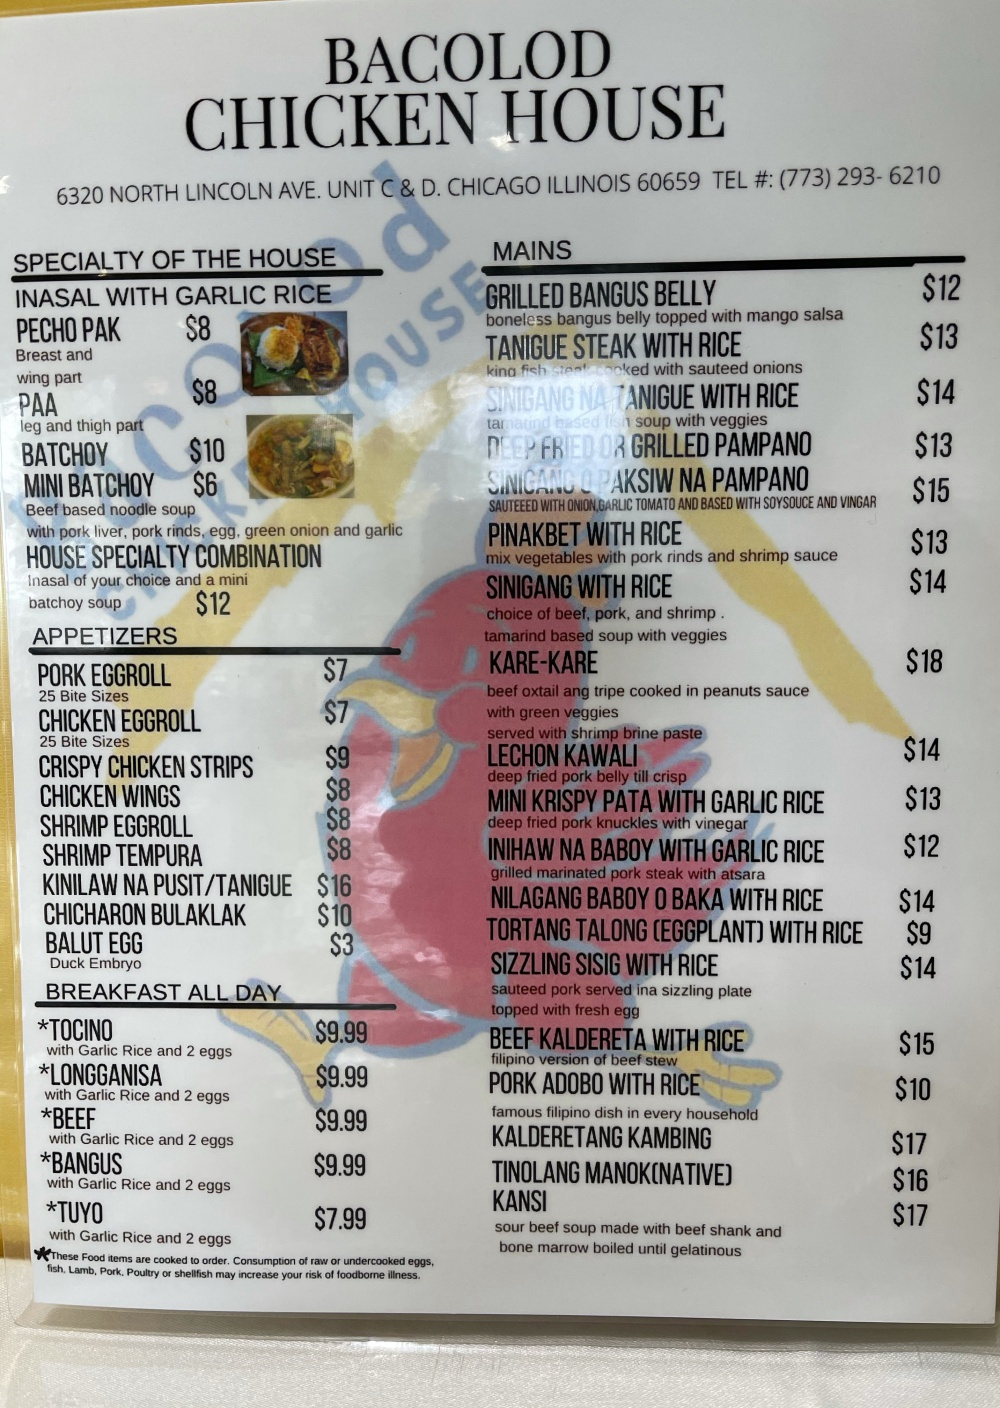 BACOLOD
CHICKEN HOUSE
6320 NORTH LINCOLN AVE. UNIT C & D. CHICAGO ILLINOIS 60659 TEL #: (773) 293- 6210
SPECIALTY OF THE HOUSE
INASAL WITH GARLIC RICE
PECHO PAK $8
Breast and
wing part
PAA $8
leg and thigh part
BATCHOY $10
MINI BATCHOY $6
Beef based noodle soup
with pork liver, pork rinds, egg, green onion and garlic
HOUSE SPECIALTY COMBINATION
Inasal of your choice and a mini
batchoy soup $12
APPETIZERS
PORK EGGROLL $7
25 Bite Sizes
CHICKEN EGGROLL $7
25 Bite Sizes
CRISPY CHICKEN STRIPS $9
CHICKEN WINGS $8
SHRIMP EGGROLL $8
SHRIMP TEMPURA $8
KINILAW NA PUSIT/TANIGUE $16
CHICHARON BULAKLAK $10
BALUT EGG $3
Duck Embryo
BREAKFAST ALL DAY
*TOCINO $9.99
with Garlic Rice and 2 eggs
*LONGGANISA $9.99
with Garlic Rice and 2 eggs
*BEEF $9.99
with Garlic Rice and 2 eggs
*BANGUS $9.99
with Garlic Rice and 2 eggs
*TUYO $7.99
with Garlic Rice and 2 eggs
*These Food items are cooked to order. Consumption of raw or undercooked eggs,
fish, Lamb, Pork, Poultry or shellfish may increase your risk of foodborne illness.
MAINS
GRILLED BANGUS BELLY $12
boneless bangus belly topped with mango salsa
TANIGUE STEAK WITH RICE $13
king fish steak cooked with sauteed onions
SINIGANG NA TANIGUE WITH RICE $14
tamarind based fish soup with veggies
DEEP FRIED OR GRILLED PAMPANO $13
SINIGANG O PAKSIW NA PAMPANO $15
SAUTEEED WITH ONION,GARLIC TOMATO AND BASED WITH SOYSOUCE AND VINGAR
PINAKBET WITH RICE $13
mix vegetables with pork rinds and shrimp sauce
SINIGANG WITH RICE $14
choice of beef, pork, and shrimp .
tamarind based soup with veggies
KARE-KARE $18
beef oxtail ang tripe cooked in peanuts sauce
with green veggies
served with shrimp brine paste
LECHON KAWALI $14
deep fried pork belly till crisp
MINI KRISPY PATA WITH GARLIC RICE $13
deep fried pork knuckles with vinegar
INIHAW NA BABOY WITH GARLIC RICE $12
grilled marinated pork steak with atsara
NILAGANG BABOY O BAKA WITH RICE $14
TORTANG TALONG (EGGPLANT) WITH RICE $9
SIZZLING SISIG WITH RICE $14
sauteed pork served ina sizzling plate
topped with fresh egg
BEEF KALDERETA WITH RICE $15
filipino version of beef stew
PORK ADOBO WITH RICE $10
famous filipino dish in every household
KALDERETANG KAMBING $17
TINOLANG MANOK(NATIVE) $16
KANSI $17
sour beef soup made with beef shank and
bone marrow boiled until gelatinous
Bacolod
CHICKEN HOUSE